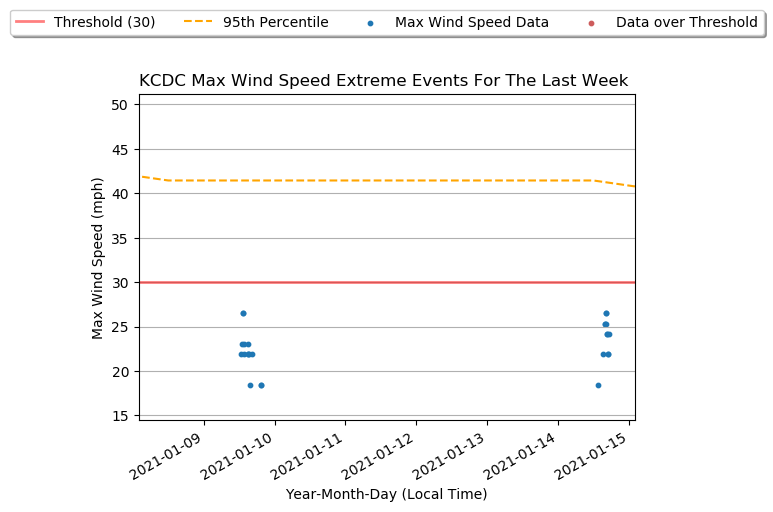 Threshold (30) 95th Percentile Max Wind Speed Data Data over Threshold
KCDC Max Wind Speed Extreme Events For The Last Week
50
45
40
35
30
25
20
15
Max Wind Speed (mph)
2021-01-09 2021-01-10 2021-01-11 2021-01-12 2021-01-13 2021-01-14 2021-01-15
Year-Month-Day (Local Time)